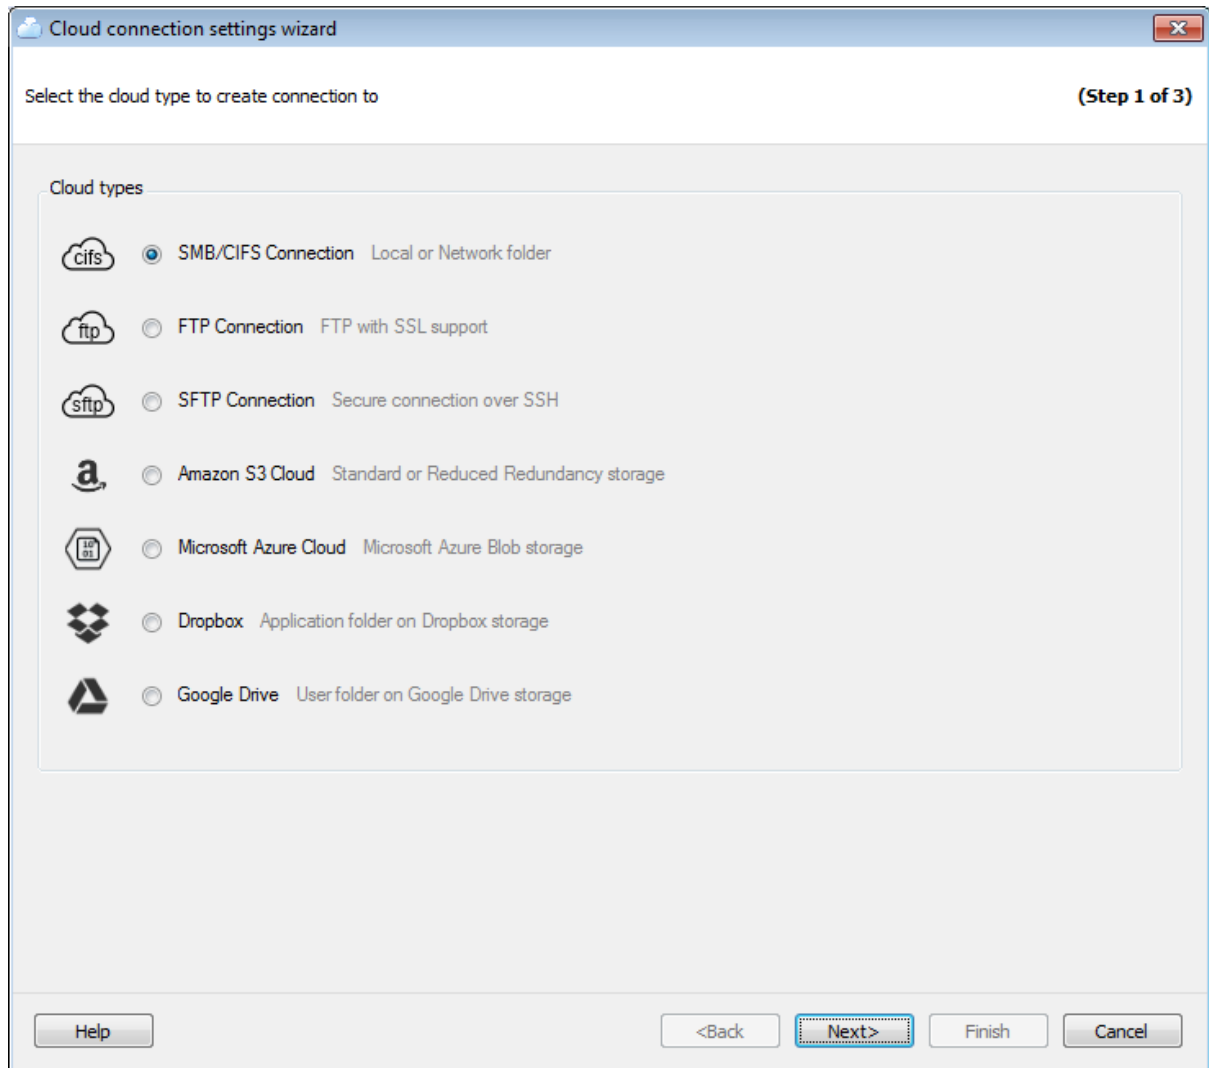 Cloud connection settings wizard
Select the cloud type to create connection to (Step 1 of 3)
Cloud types
cifs SMB/CIFS Connection Local or Network folder
ftp FTP Connection FTP with SSL support
sftp SFTP Connection Secure connection over SSH
a Amazon S3 Cloud Standard or Reduced Redundancy storage
10
01 Microsoft Azure Cloud Microsoft Azure Blob storage
Dropbox Application folder on Dropbox storage
Google Drive User folder on Google Drive storage
Help <Back Next> Finish Cancel